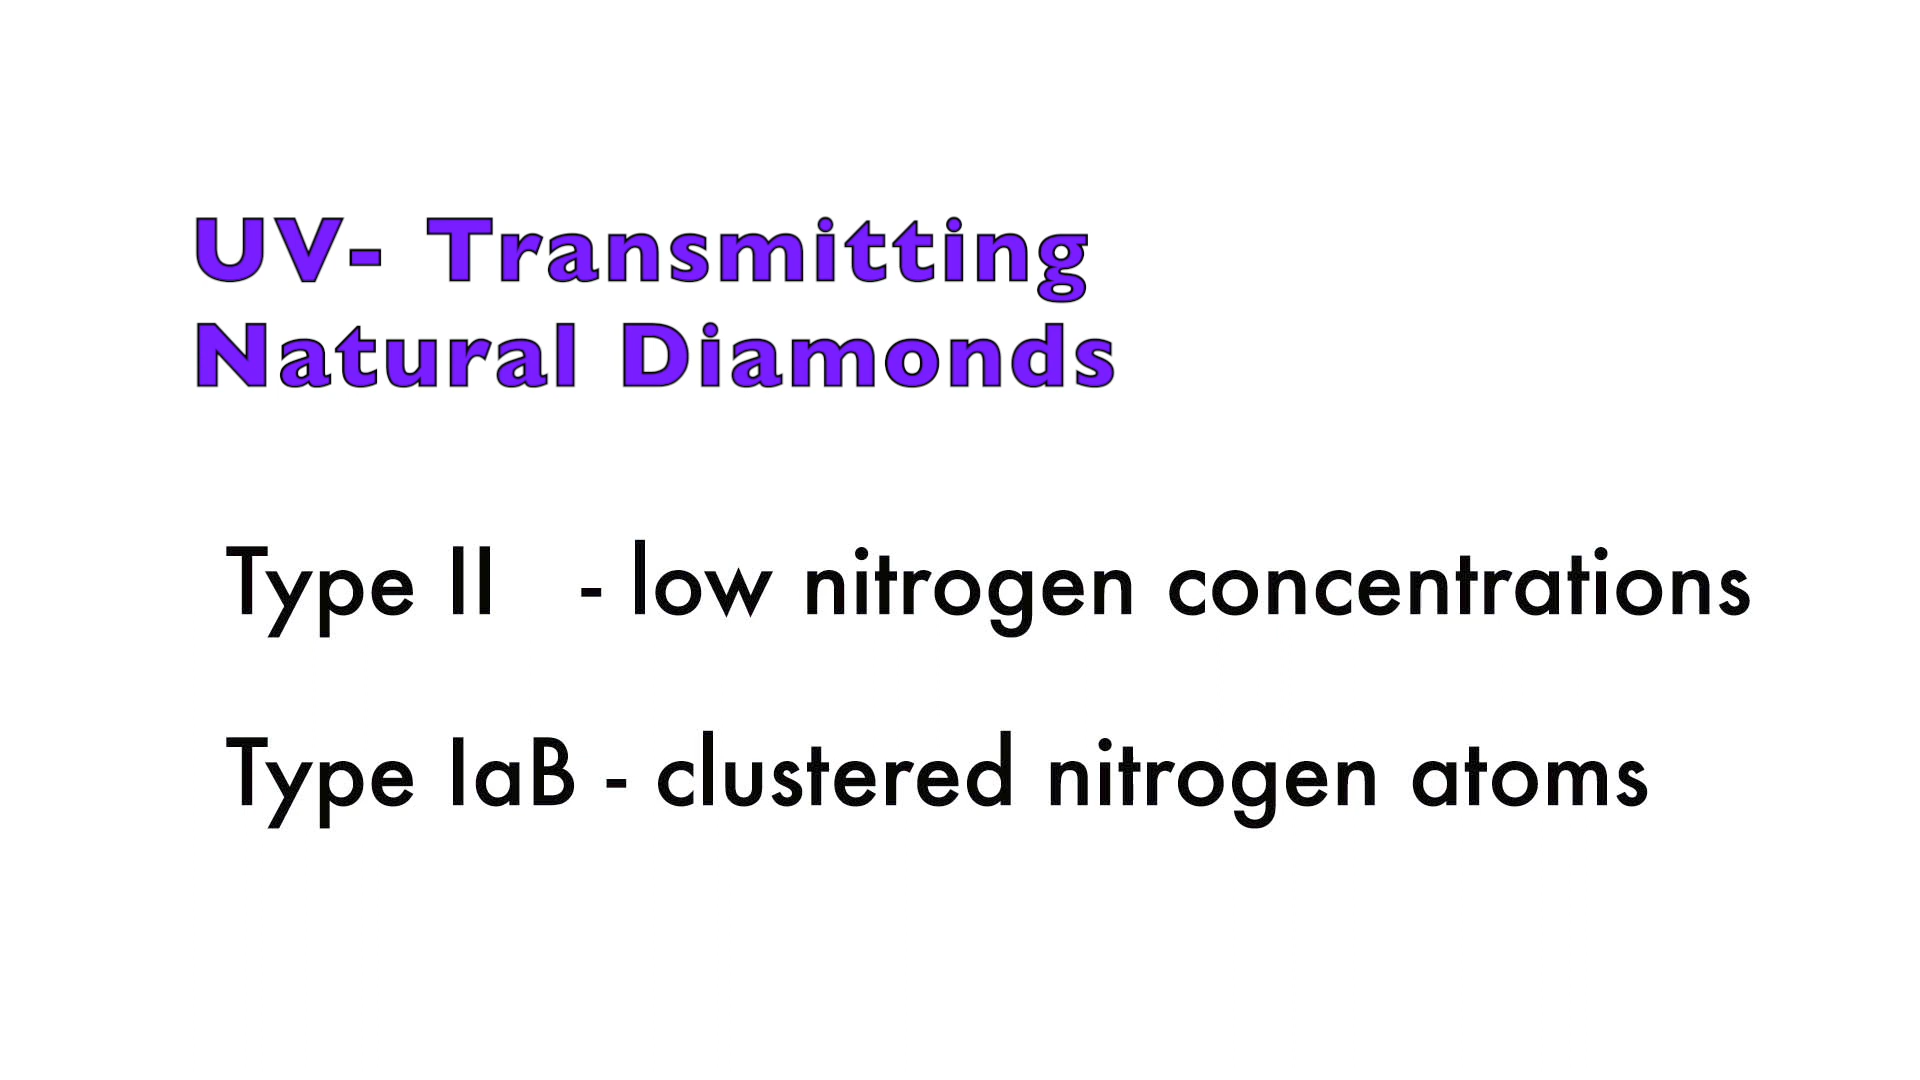 UV- Transmitting
Natural Diamonds
Type II - low nitrogen concentrations
Type IaB - clustered nitrogen atoms